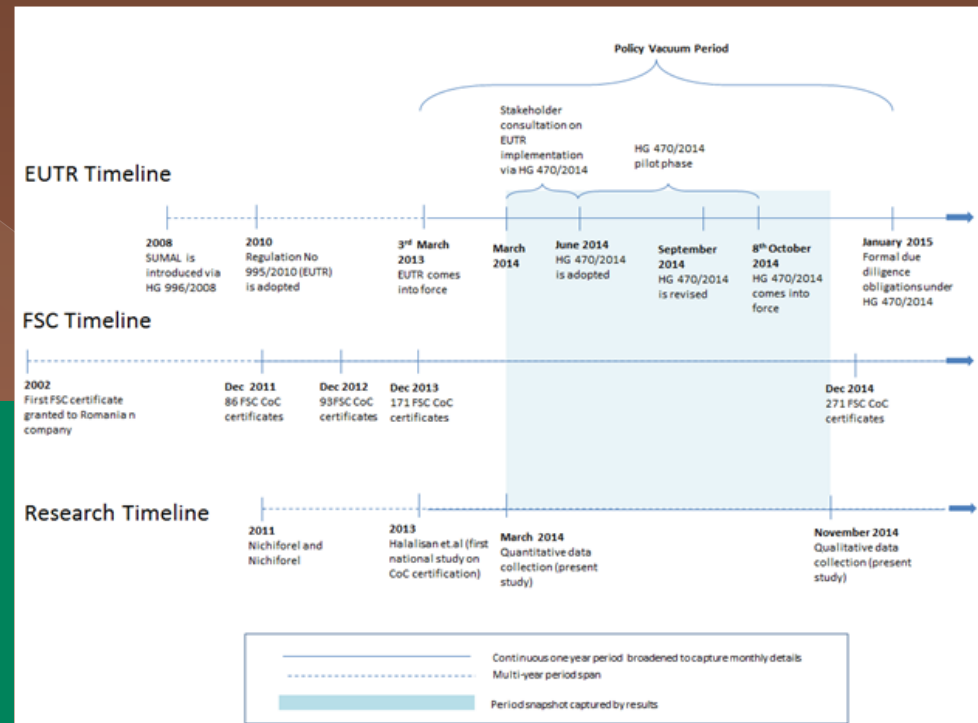 Policy Vacuum Period
Stakeholder
consultation on
EUTR
implementation
via HG 470/2014
HG 470/2014
pilot phase
EUTR Timeline
2008
SUMAL is
introduced via
HG 996/2008
2010
Regulation No
995/2010 (EUTR)
is adopted
3rd March
2013
EUTR comes
into force
March
2014
June 2014
HG 470/2014
is adopted
September
2014
HG 470/2014
is revised
8th October
2014
HG 470/2014
comes into
force
January 2015
Formal due
diligence
obligations under
HG 470/2014
FSC Timeline
2002
First FSC certificate
granted to Romania n
company
Dec 2011
86 FSC CoC
certificates
Dec 2012
93FSC CoC
certificates
Dec 2013
171 FSC CoC
certificates
Dec 2014
271 FSC CoC
certificates
Research Timeline
2011
Nichiforel and
Nichiforel
2013
Halalisan et.al (first
national study on
CoC certification)
March 2014
Quantitative data
collection (present
study)
November 2014
Qualitative data
collection (present
study)
Continuous one year period broadened to capture monthly details
Multi-year period span
Period snapshot captured by results